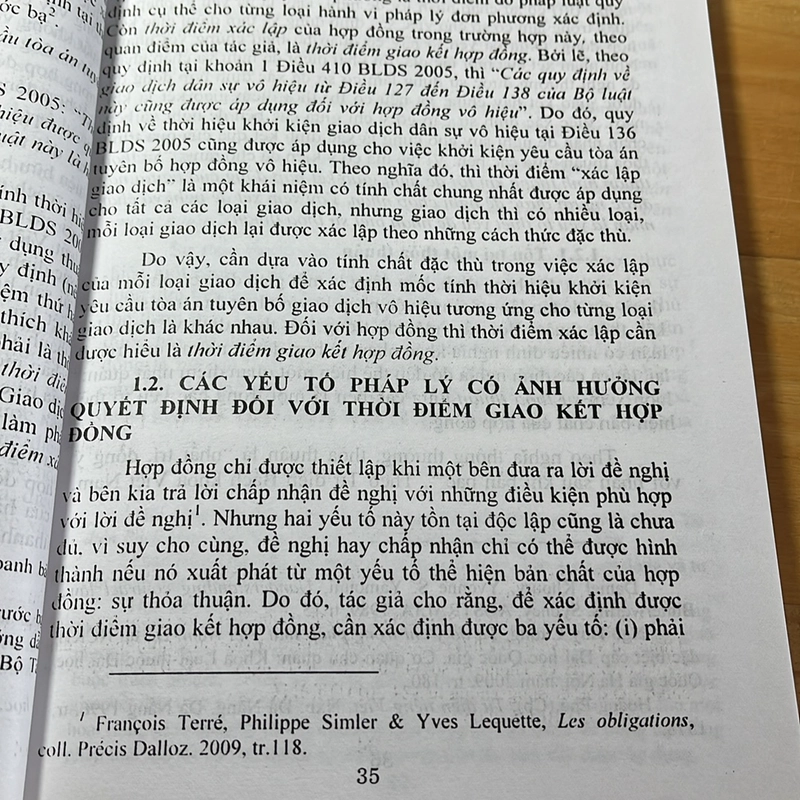 định cụ thể cho từng loại hành vi pháp lý đơn phương xác định.
Còn thời điểm xác lập của hợp đồng trong trường hợp này, theo
quan điểm của tác giả, là thời điểm giao kết hợp đồng. Bởi lẽ, theo
quy định tại khoản 1 Điều 410 BLDS 2005, thì “Các quy định về
giao dịch dân sự vô hiệu từ Điều 127 đến Điều 138 của Bộ luật
này cũng được áp dụng đối với hợp đồng vô hiệu”. Do đó, quy
định về thời hiệu khởi kiện giao dịch dân sự vô hiệu tại Điều 136
BLDS 2005 cũng được áp dụng cho việc khởi kiện yêu cầu tòa án
tuyên bố hợp đồng vô hiệu. Theo nghĩa đó, thì thời điểm “xác lập
giao dịch” là một khái niệm có tính chất chung nhất được áp dụng
cho tất cả các loại giao dịch, nhưng giao dịch thì có nhiều loại,
mỗi loại giao dịch lại được xác lập theo những cách thức đặc thù.
Do vậy, cần dựa vào tính chất đặc thù trong việc xác lập
của mỗi loại giao dịch để xác định mốc tính thời hiệu khởi kiện
yêu cầu tòa án tuyên bố giao dịch vô hiệu tương ứng cho từng loại
giao dịch là khác nhau. Đối với hợp đồng thì thời điểm xác lập cần
được hiểu là thời điểm giao kết hợp đồng.
1.2. CÁC YẾU TỐ PHÁP LÝ CÓ ẢNH HƯỞNG
QUYẾT ĐỊNH ĐỐI VỚI THỜI ĐIỂM GIAO KẾT HỢP
ĐỒNG
Hợp đồng chỉ được thiết lập khi một bên đưa ra lời đề nghị
và bên kia trả lời chấp nhận đề nghị với những điều kiện phù hợp
với lời đề nghị¹. Nhưng hai yếu tố này tồn tại độc lập cũng là chưa
đủ, vì suy cho cùng, đề nghị hay chấp nhận chỉ có thể được hình
thành nếu nó xuất phát từ một yếu tố thể hiện bản chất của hợp
đồng: sự thỏa thuận. Do đó, tác giả cho rằng, để xác định được
thời điểm giao kết hợp đồng, cần xác định được ba yếu tố: (i) phải
¹ François Terré, Philippe Simler & Yves Lequette, Les obligations,
coll. Précis Dalloz. 2009, tr.118.
35